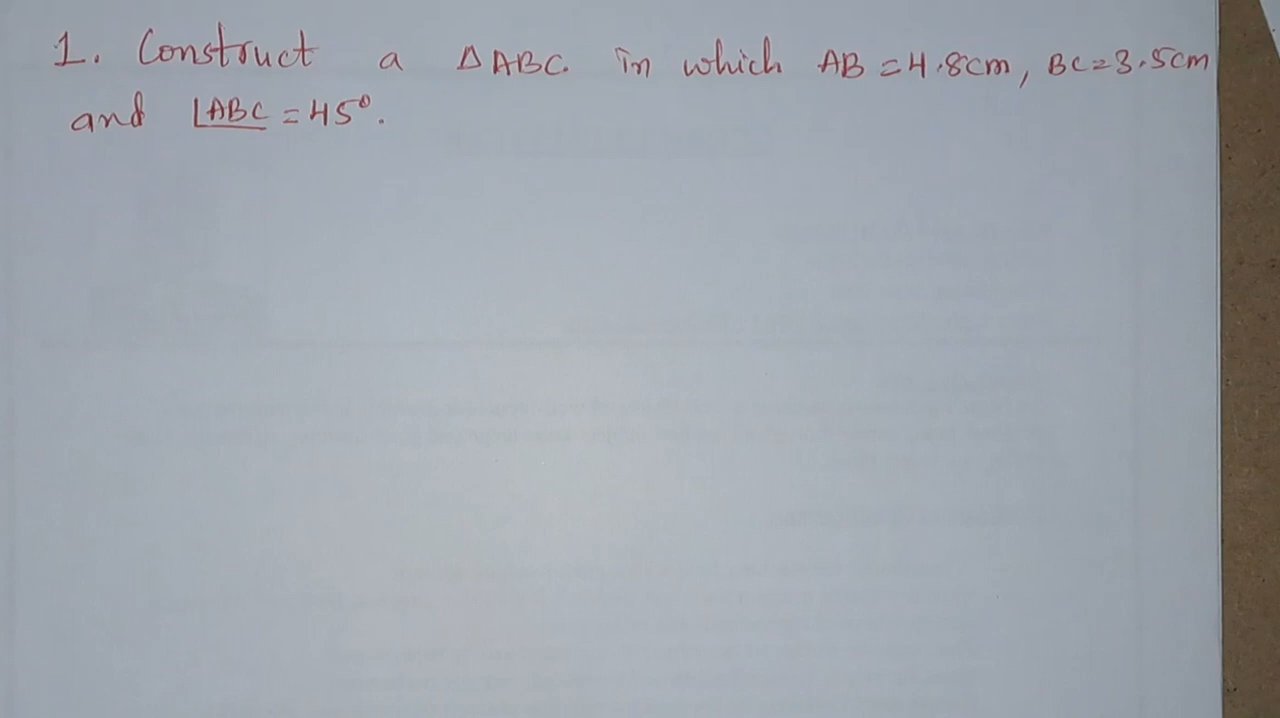 1. Construct a ΔABC. in which AB = 4.8cm, BC = 3.5cm
and ∠ABC = 45°.